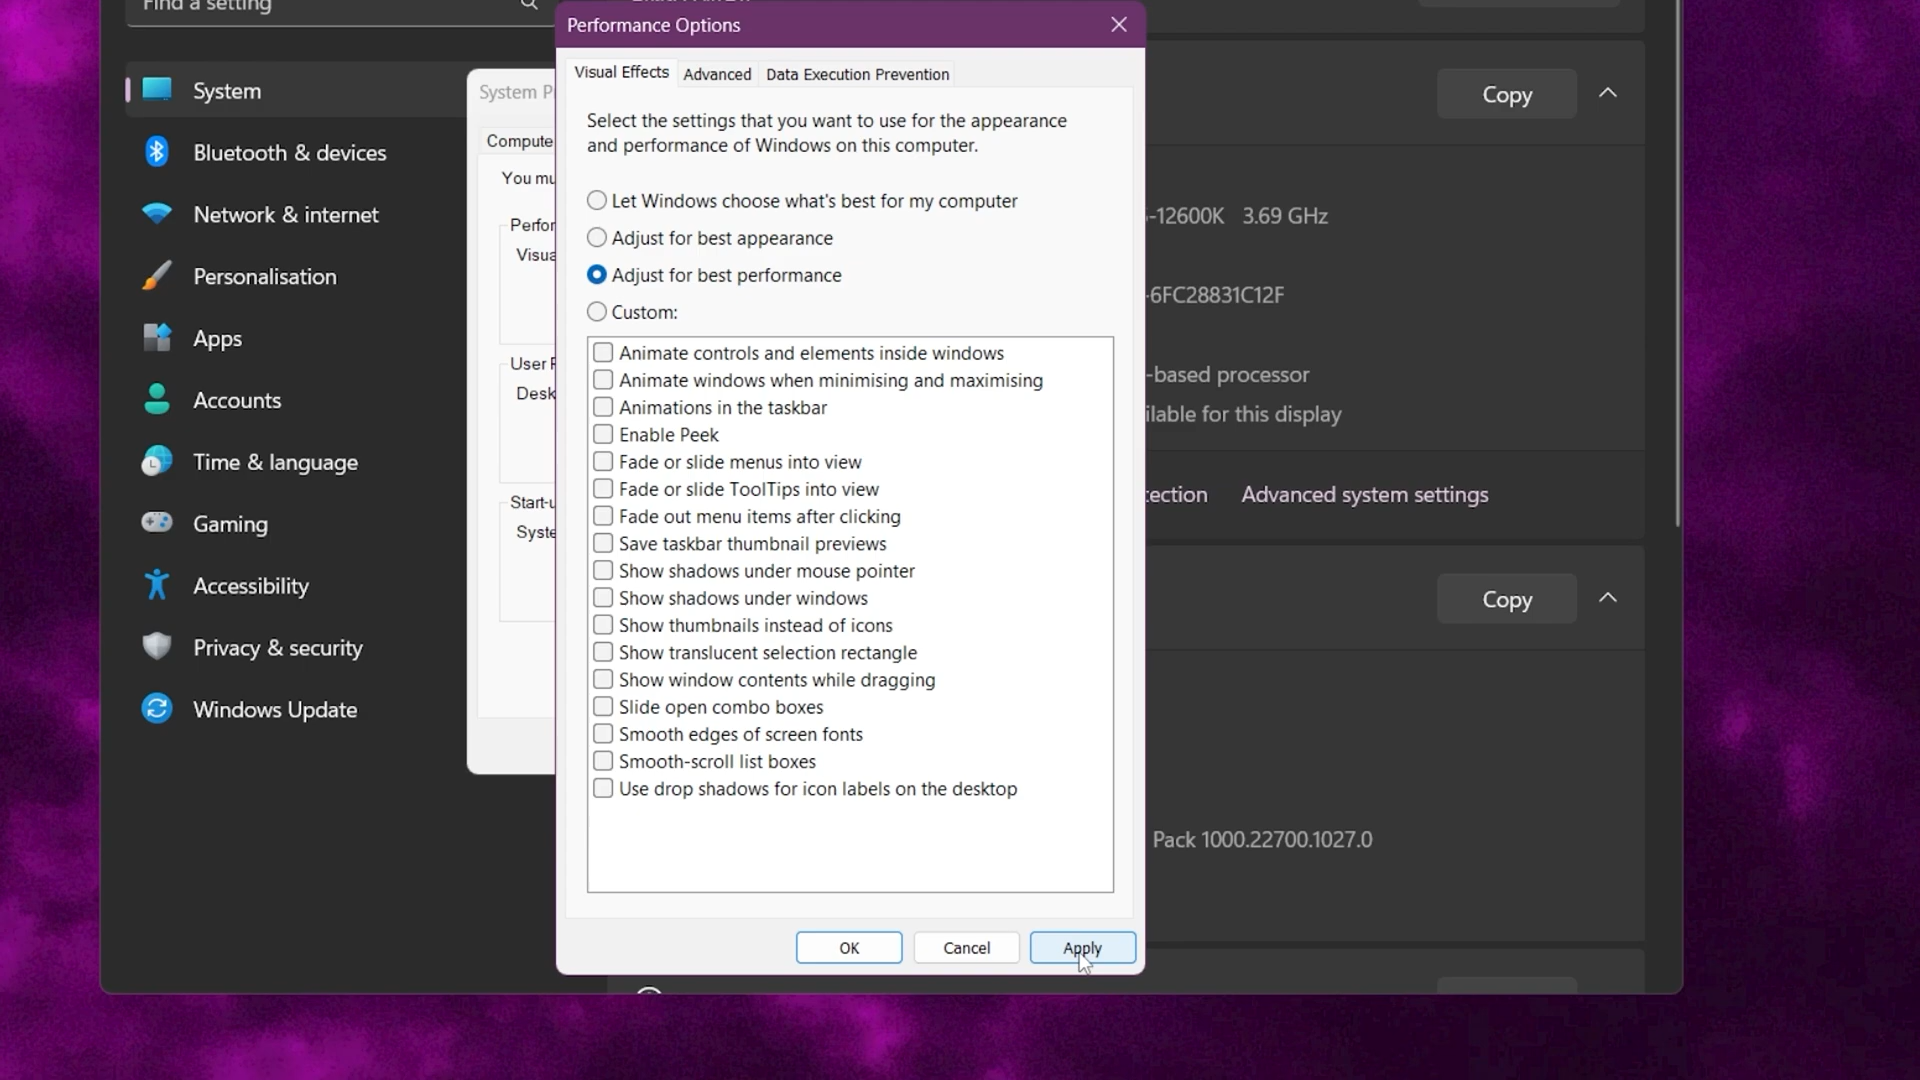 Find a setting
System
Bluetooth & devices
Network & internet
Personalisation
Apps
Accounts
Time & language
Gaming
Accessibility
Privacy & security
Windows Update
System P
Compute
You mu
Perfor
Visua
User P
Desk
Start-u
Syste
Performance Options
Visual Effects
Advanced
Data Execution Prevention
Select the settings that you want to use for the appearance
and performance of Windows on this computer.
Let Windows choose what's best for my computer
Adjust for best appearance
Adjust for best performance
Custom:
Animate controls and elements inside windows
Animate windows when minimising and maximising
Animations in the taskbar
Enable Peek
Fade or slide menus into view
Fade or slide ToolTips into view
Fade out menu items after clicking
Save taskbar thumbnail previews
Show shadows under mouse pointer
Show shadows under windows
Show thumbnails instead of icons
Show translucent selection rectangle
Show window contents while dragging
Slide open combo boxes
Smooth edges of screen fonts
Smooth-scroll list boxes
Use drop shadows for icon labels on the desktop
OK
Cancel
Apply
Copy
-12600K 3.69 GHz
-6FC28831C12F
-based processor
ilable for this display
tection
Advanced system settings
Copy
Pack 1000.22700.1027.0